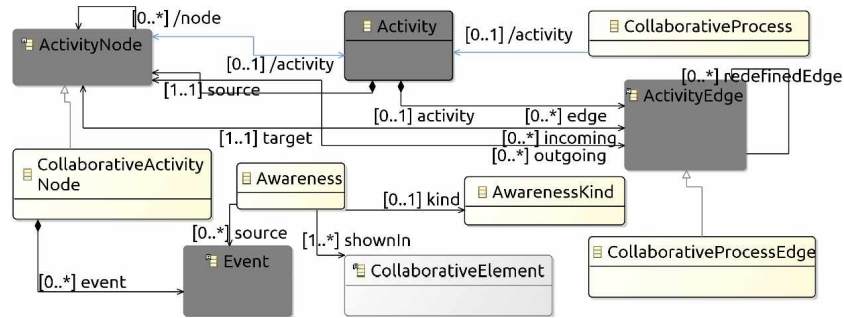 [0..*] /node
ActivityNode
Activity
[0..1] /activity
CollaborativeProcess
[0..1] /activity
[0..*] redefinedEdge
[1..1] source
ActivityEdge
[0..1] activity
[0..*] edge
[1..1] target
[0..*] incoming
[0..*] outgoing
CollaborativeActivity
Node
Awareness
[0..1] kind
AwarenessKind
[0..*] source
[1..*] shownIn
CollaborativeProcessEdge
Event
CollaborativeElement
[0..*] event